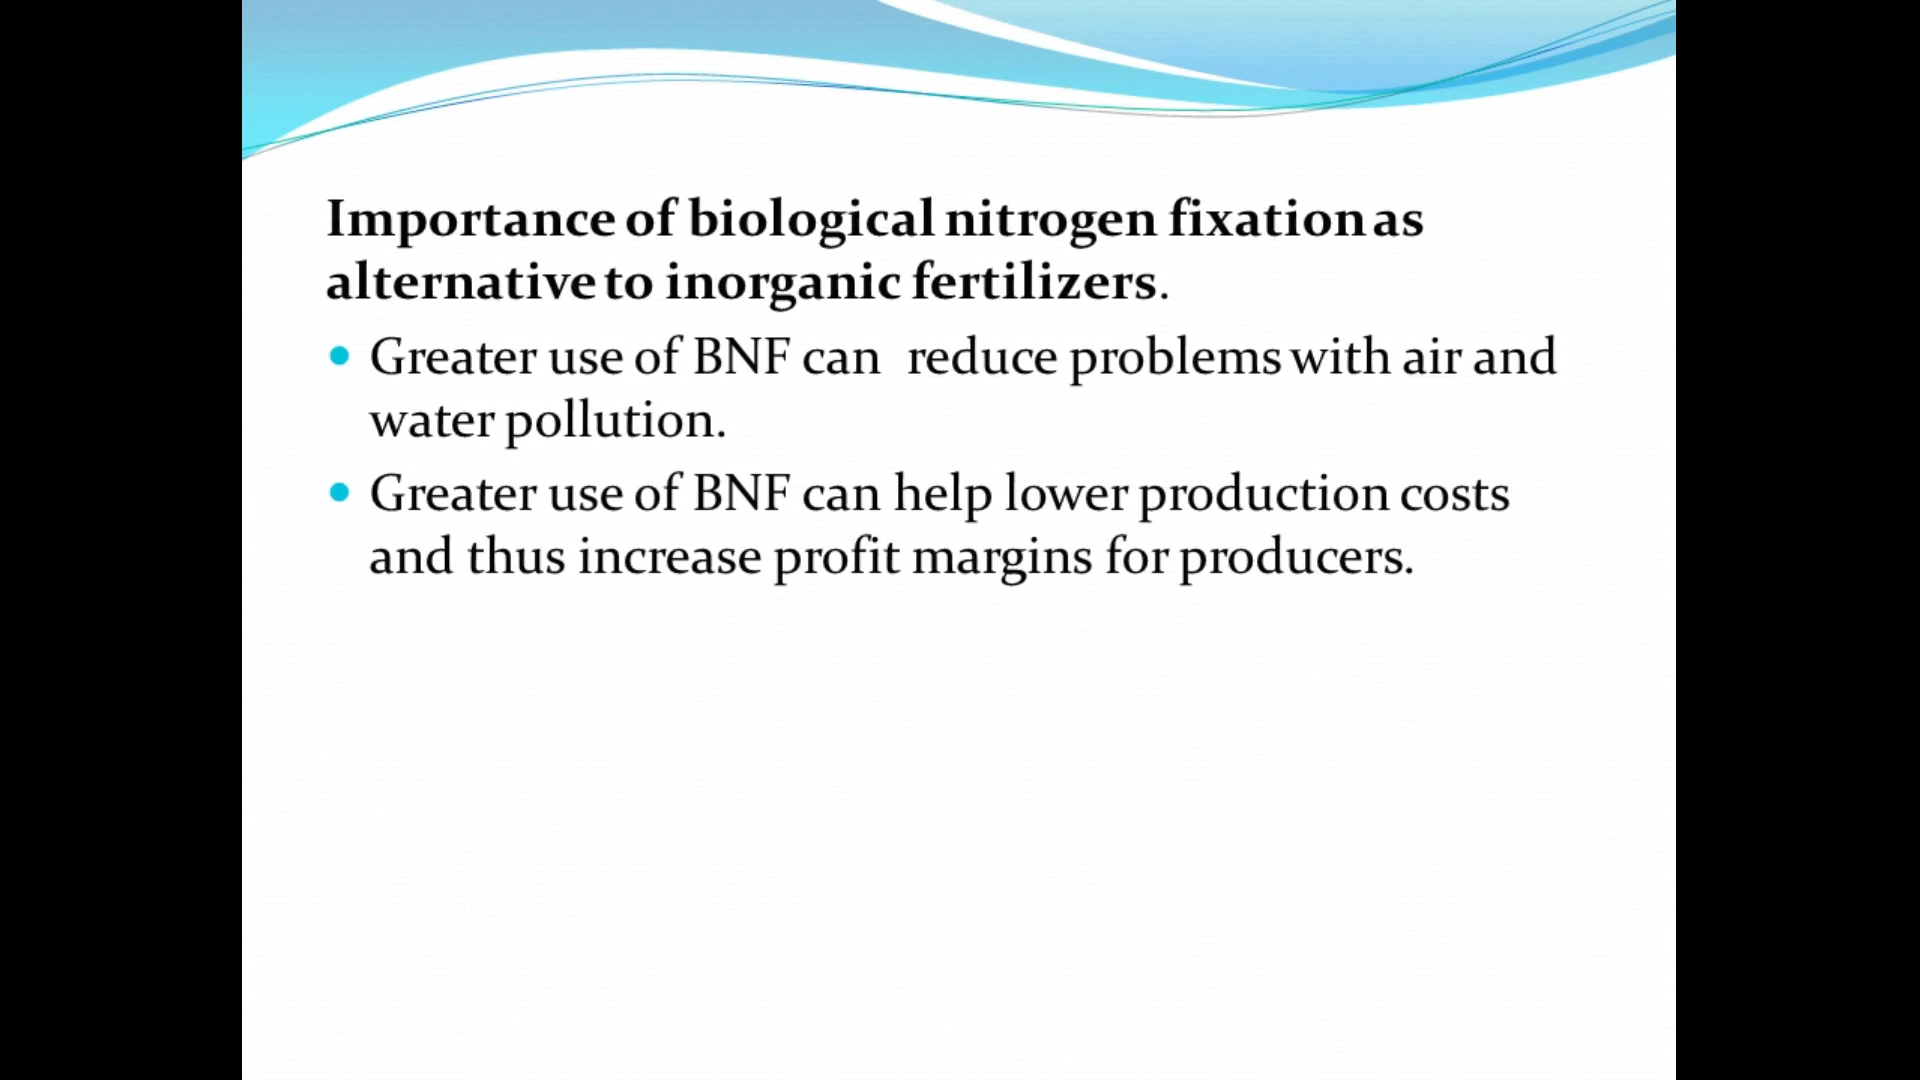 Importance of biological nitrogen fixation as
alternative to inorganic fertilizers.
• Greater use of BNF can  reduce problems with air and
water pollution.
• Greater use of BNF can help lower production costs
and thus increase profit margins for producers.